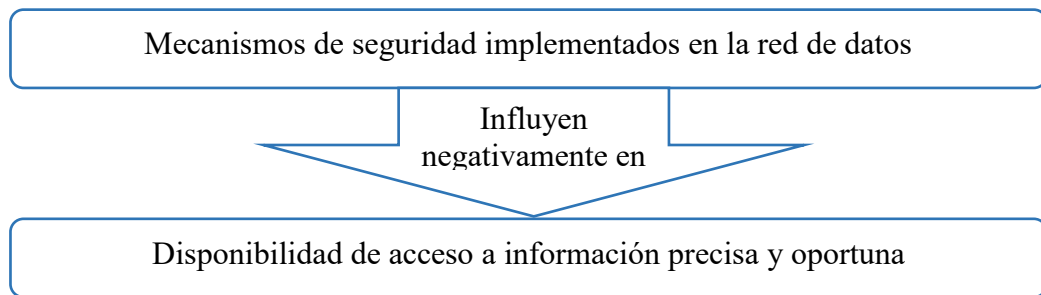 Mecanismos de seguridad implementados en la red de datos
Influyen
negativamente en
Disponibilidad de acceso a información precisa y oportuna